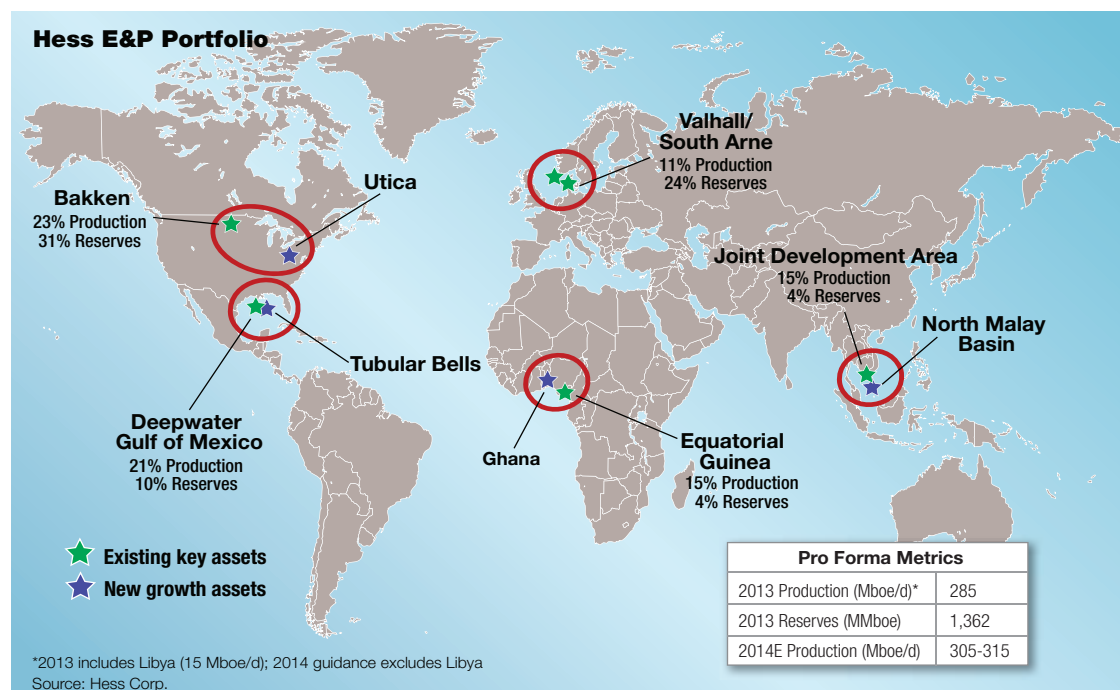 Hess E&P Portfolio
Valhall/
South Arne
11% Production
24% Reserves
Utica
Bakken
23% Production
31% Reserves
Joint Development Area
15% Production
4% Reserves
North Malay
Basin
Tubular Bells
Deepwater
Gulf of Mexico
21% Production
10% Reserves
Ghana
Equatorial
Guinea
15% Production
4% Reserves
Existing key assets
New growth assets
Pro Forma Metrics
2013 Production (Mboe/d)* 285
2013 Reserves (MMboe) 1,362
2014E Production (Mboe/d) 305-315
*2013 includes Libya (15 Mboe/d); 2014 guidance excludes Libya
Source: Hess Corp.